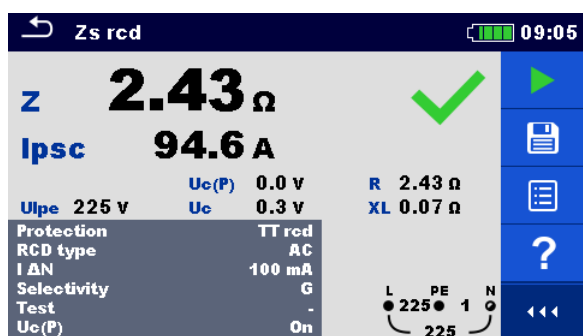 Zs rcd 09:05
Z 2.43 Ω
Ipsc 94.6 A
Uc(P) 0.0 V R 2.43 Ω
Ulpe 225 V Uc 0.3 V XL 0.07 Ω
Protection TT rcd
RCD type AC
I ΔN 100 mA
Selectivity G
Test -
Uc(P) On
L PE N
225 1
225
?